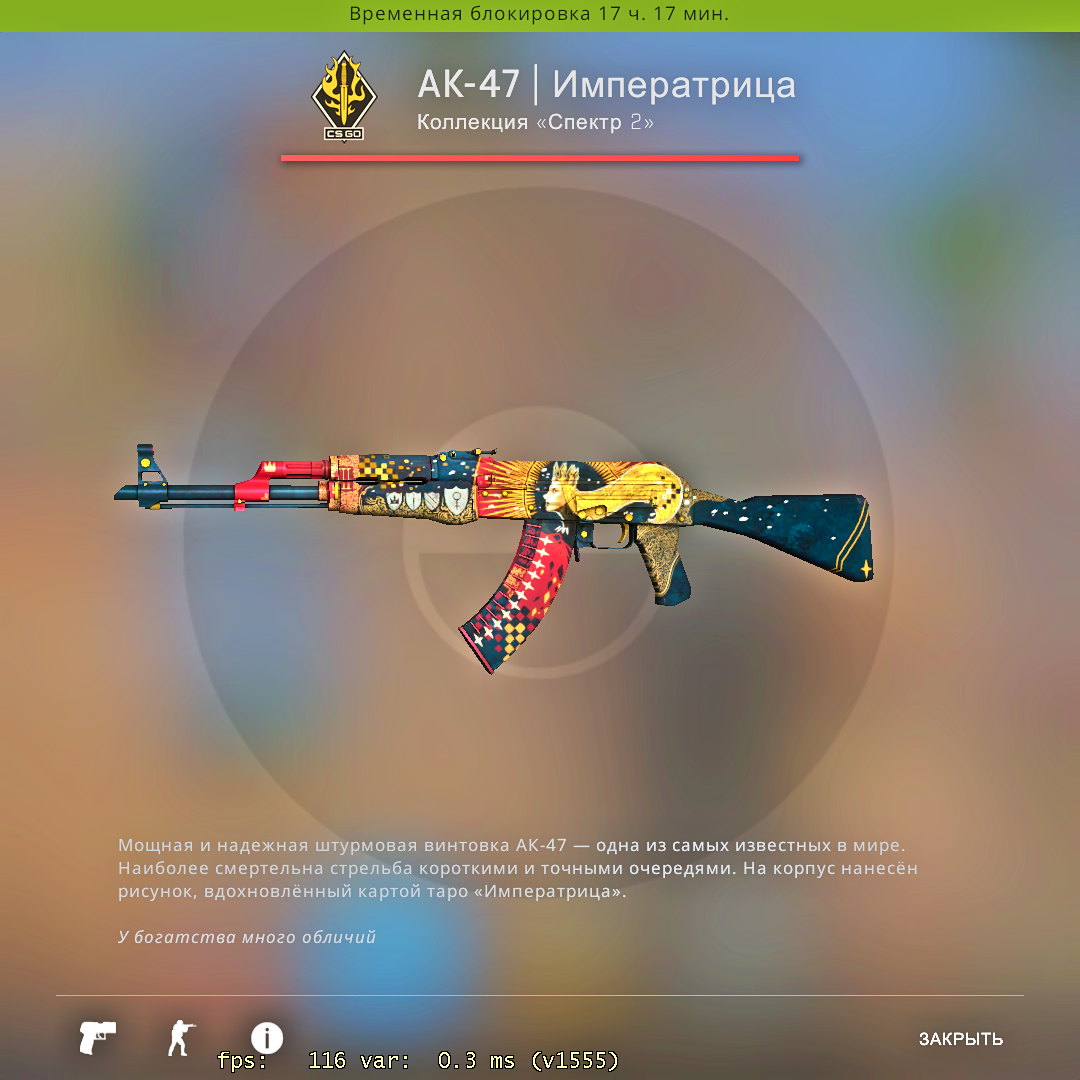 Временная блокировка 17 ч. 17 мин.
АК-47 | Императрица
Коллекция «Спектр 2»
CS GO
Мощная и надежная штурмовая винтовка АК-47 — одна из самых известных в мире.
Наиболее смертельна стрельба короткими и точными очередями. На корпус нанесён
рисунок, вдохновлённый картой таро «Императрица».
У богатства много обличий
ЗАКРЫТЬ
fps: 116 var: 0.3 ms (v1555)